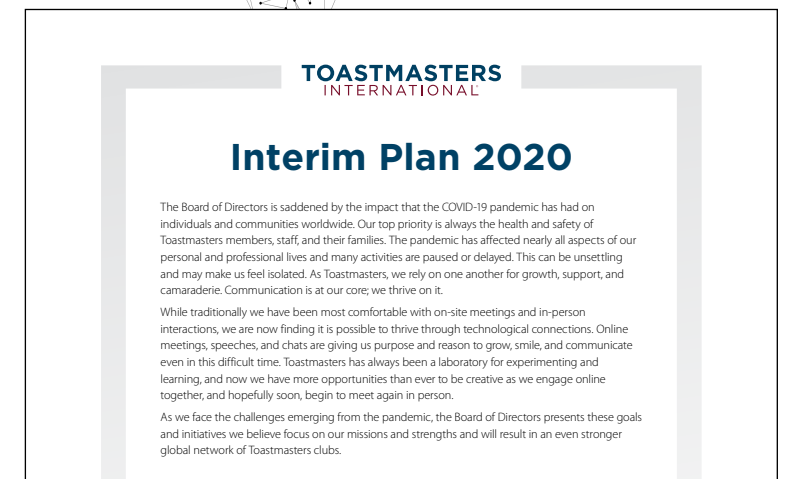 TOASTMASTERS
INTERNATIONAL
Interim Plan 2020
The Board of Directors is saddened by the impact that the COVID-19 pandemic has had on
individuals and communities worldwide. Our top priority is always the health and safety of
Toastmasters members, staff, and their families. The pandemic has affected nearly all aspects of our
personal and professional lives and many activities are paused or delayed. This can be unsettling
and may make us feel isolated. As Toastmasters, we rely on one another for growth, support, and
camaraderie. Communication is at our core; we thrive on it.
While traditionally we have been most comfortable with on-site meetings and in-person
interactions, we are now finding it is possible to thrive through technological connections. Online
meetings, speeches, and chats are giving us purpose and reason to grow, smile, and communicate
even in this difficult time. Toastmasters has always been a laboratory for experimenting and
learning, and now we have more opportunities than ever to be creative as we engage online
together, and hopefully soon, begin to meet again in person.
As we face the challenges emerging from the pandemic, the Board of Directors presents these goals
and initiatives we believe focus on our missions and strengths and will result in an even stronger
global network of Toastmasters clubs.